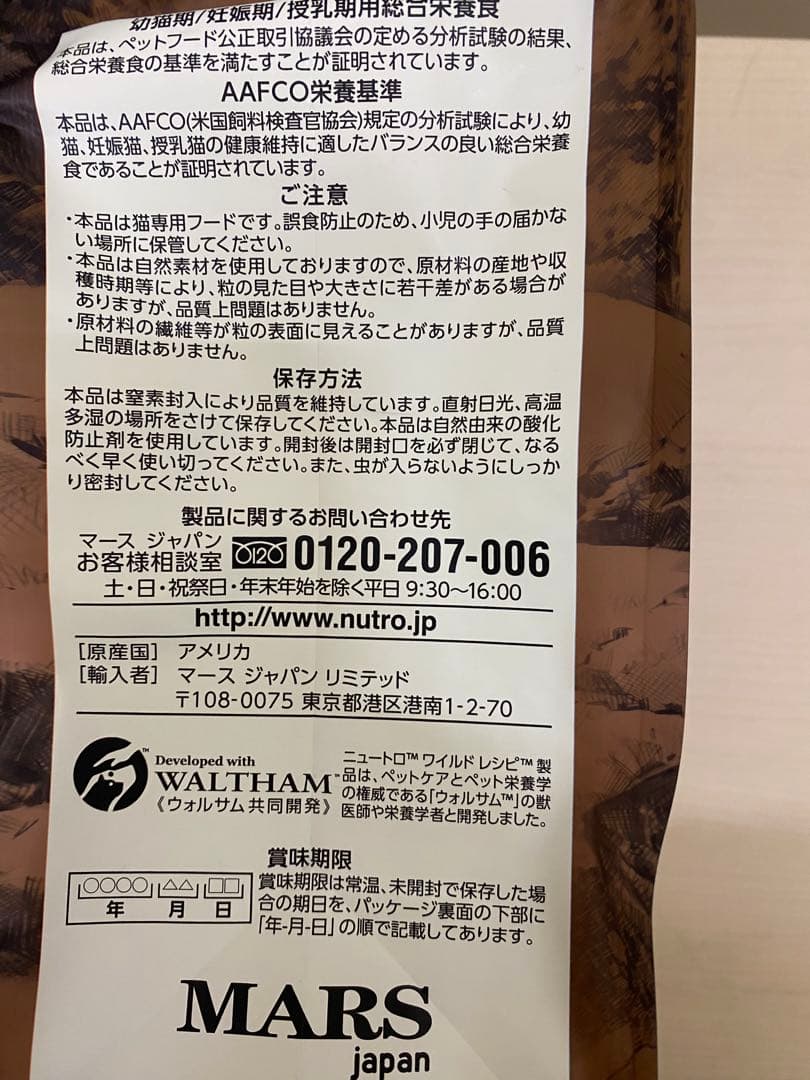 幼猫期/妊娠期/授乳期用総合栄養食
本品は、ペットフード公正取引協議会の定める分析試験の結果、
総合栄養食の基準を満たすことが証明されています。
AAFCO栄養基準
本品は、AAFCO(米国飼料検査官協会)規定の分析試験により、幼
猫、妊娠猫、授乳猫の健康維持に適したバランスの良い総合栄養
食であることが証明されています。
ご注意
・本品は猫専用フードです。誤食防止のため、小児の手の届かな
い場所に保管してください。
・本品は自然素材を使用しておりますので、原材料の産地や収
穫時期等により、粒の見た目や大きさに若干差がある場合が
ありますが、品質上問題はありません。
・原材料の繊維等が粒の表面に見えることがありますが、品質
上問題はありません。
保存方法
本品は窒素封入により品質を維持しています。直射日光、高温
多湿の場所をさけて保存してください。本品は自然由来の酸化
防止剤を使用しています。開封後は開封口を必ず閉じて、なる
べく早く使い切ってください。また、虫が入らないようにしっか
り密封してください。
製品に関するお問い合わせ先
マース ジャパン
お客様相談室 0120-207-006
土・日・祝祭日・年末年始を除く平日 9:30〜16:00
http://www.nutro.jp
[原産国] アメリカ
[輸入者] マース ジャパン リミテッド
〒108-0075 東京都港区港南1-2-70
Developed with
WALTHAM™
《ウォルサム共同開発》
ニュートロ™ ワイルド レシピ™ 製
品は、ペットケアとペット栄養学
の権威である「ウォルサム™」の獣
医師や栄養学者と開発しました。
賞味期限
○○○○ △△ □□
年 月 日
賞味期限は常温、未開封で保存した場
合の期日を、パッケージ裏面の下部に
「年-月-日」の順で記載してあります。
MARS
japan